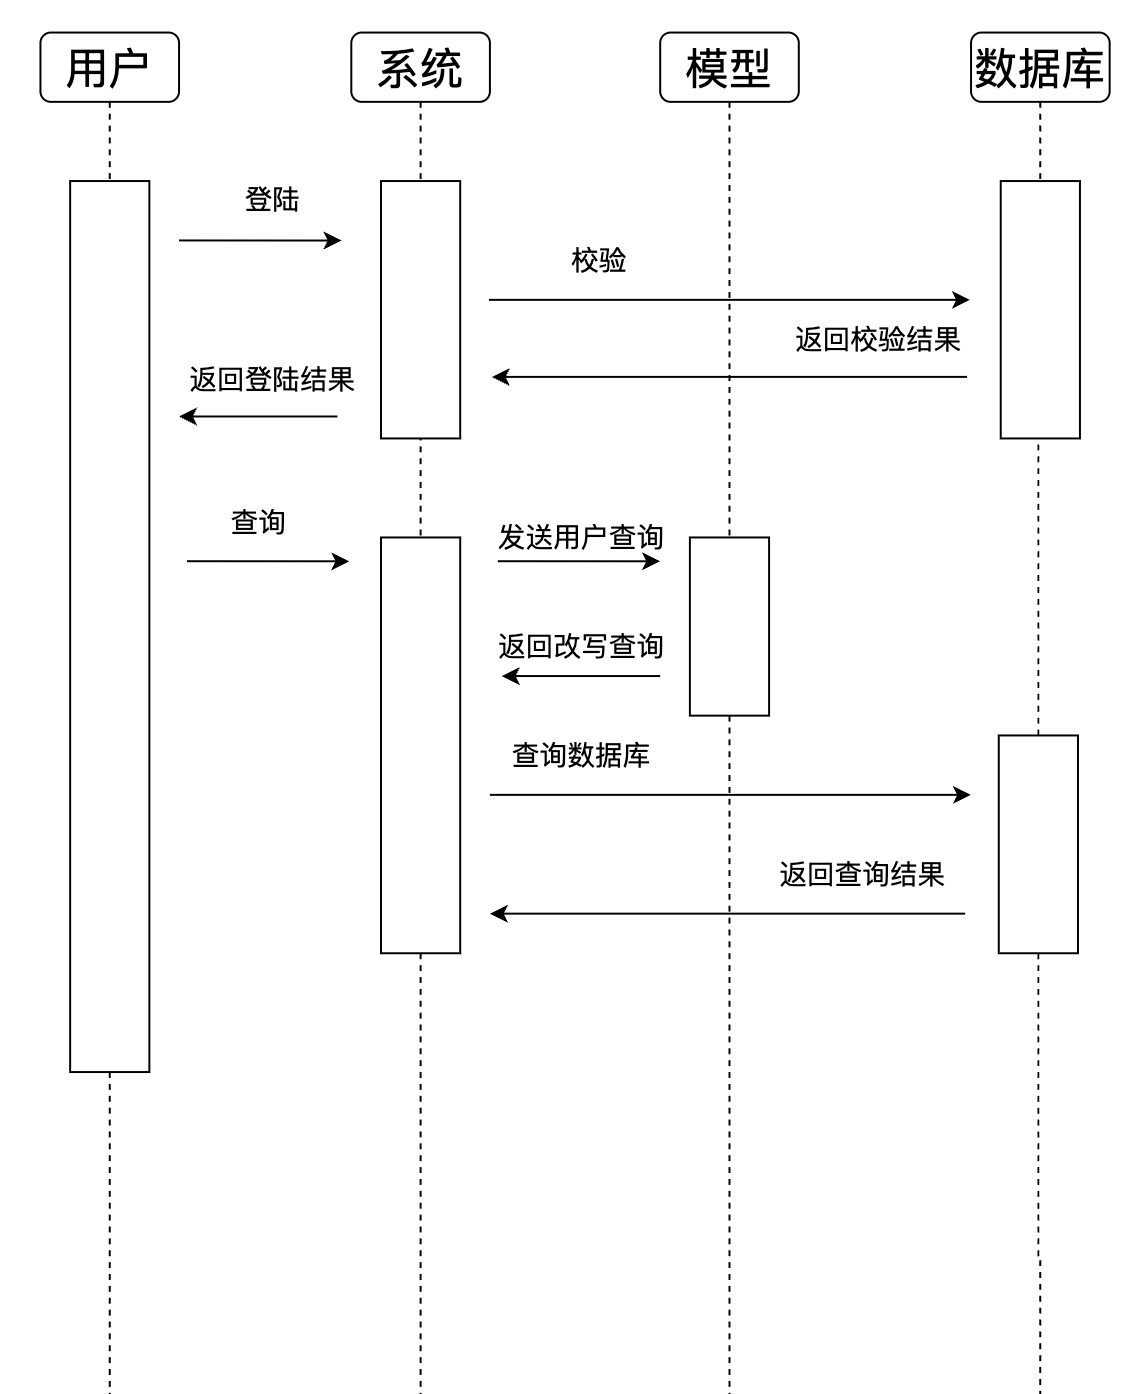 用户
系统
模型
数据库
登陆
校验
返回校验结果
返回登陆结果
查询
发送用户查询
返回改写查询
查询数据库
返回查询结果